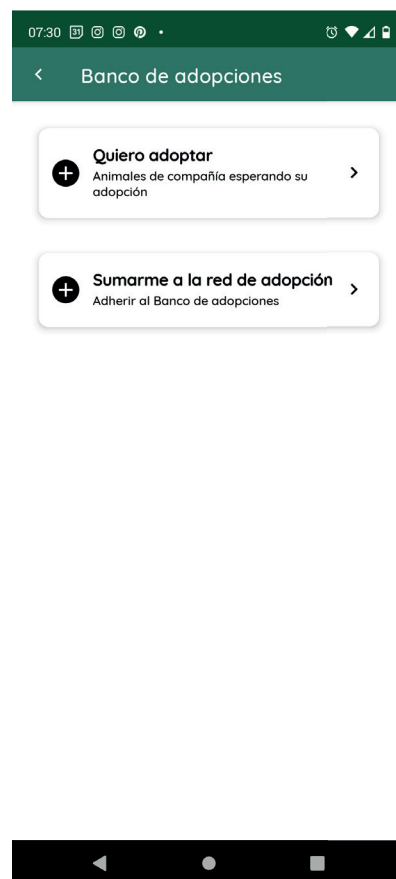 07:30 31
Banco de adopciones
Quiero adoptar
Animales de compañía esperando su
adopción
Sumarme a la red de adopción
Adherir al Banco de adopciones